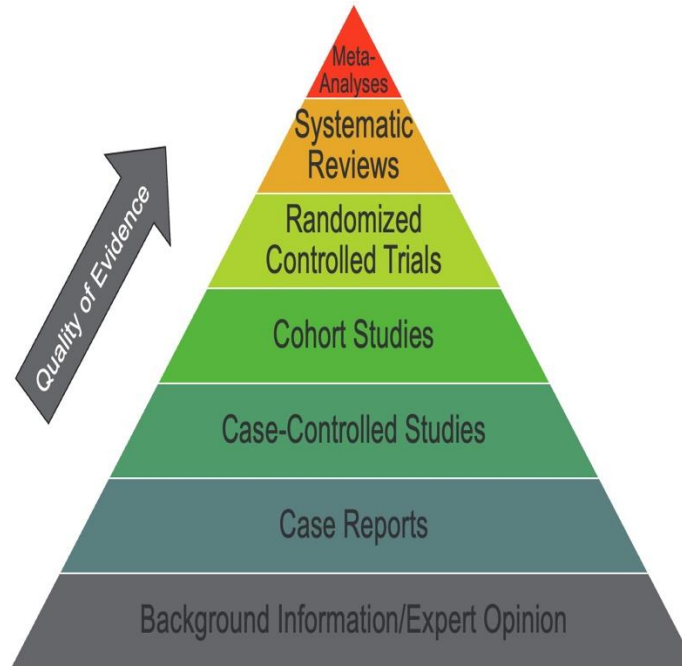 Meta-
Analyses
Systematic
Reviews
Randomized
Controlled Trials
Quality of Evidence
Cohort Studies
Case-Controlled Studies
Case Reports
Background Information/Expert Opinion